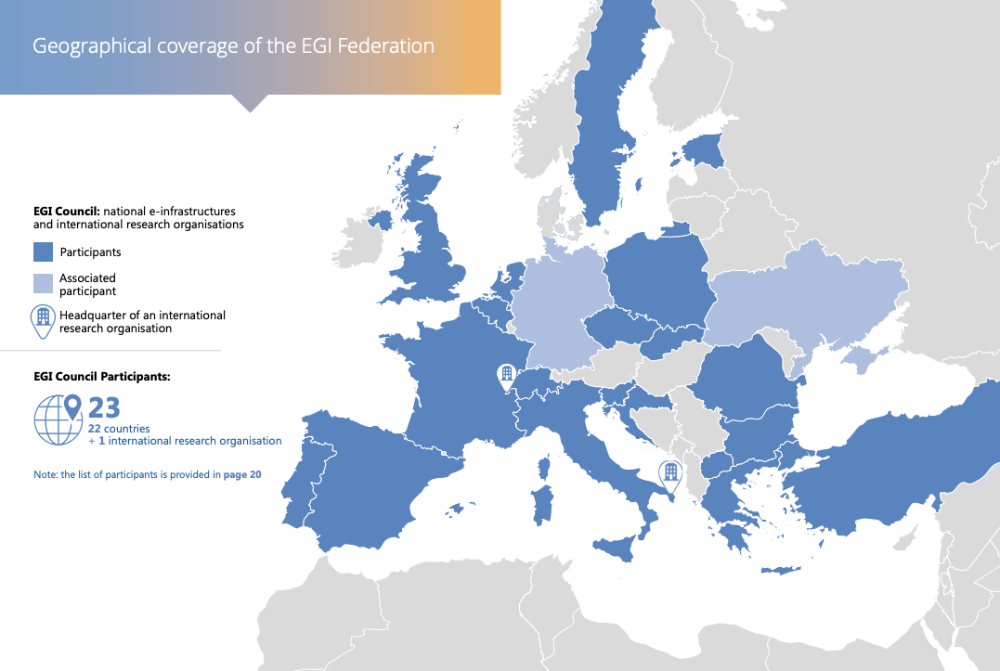 Geographical coverage of the EGI Federation
EGI Council: national e-infrastructures
and international research organisations
Participants
Associated
participant
Headquarter of an international
research organisation
EGI Council Participants:
23
22 countries
+ 1 international research organisation
Note: the list of participants is provided in page 20